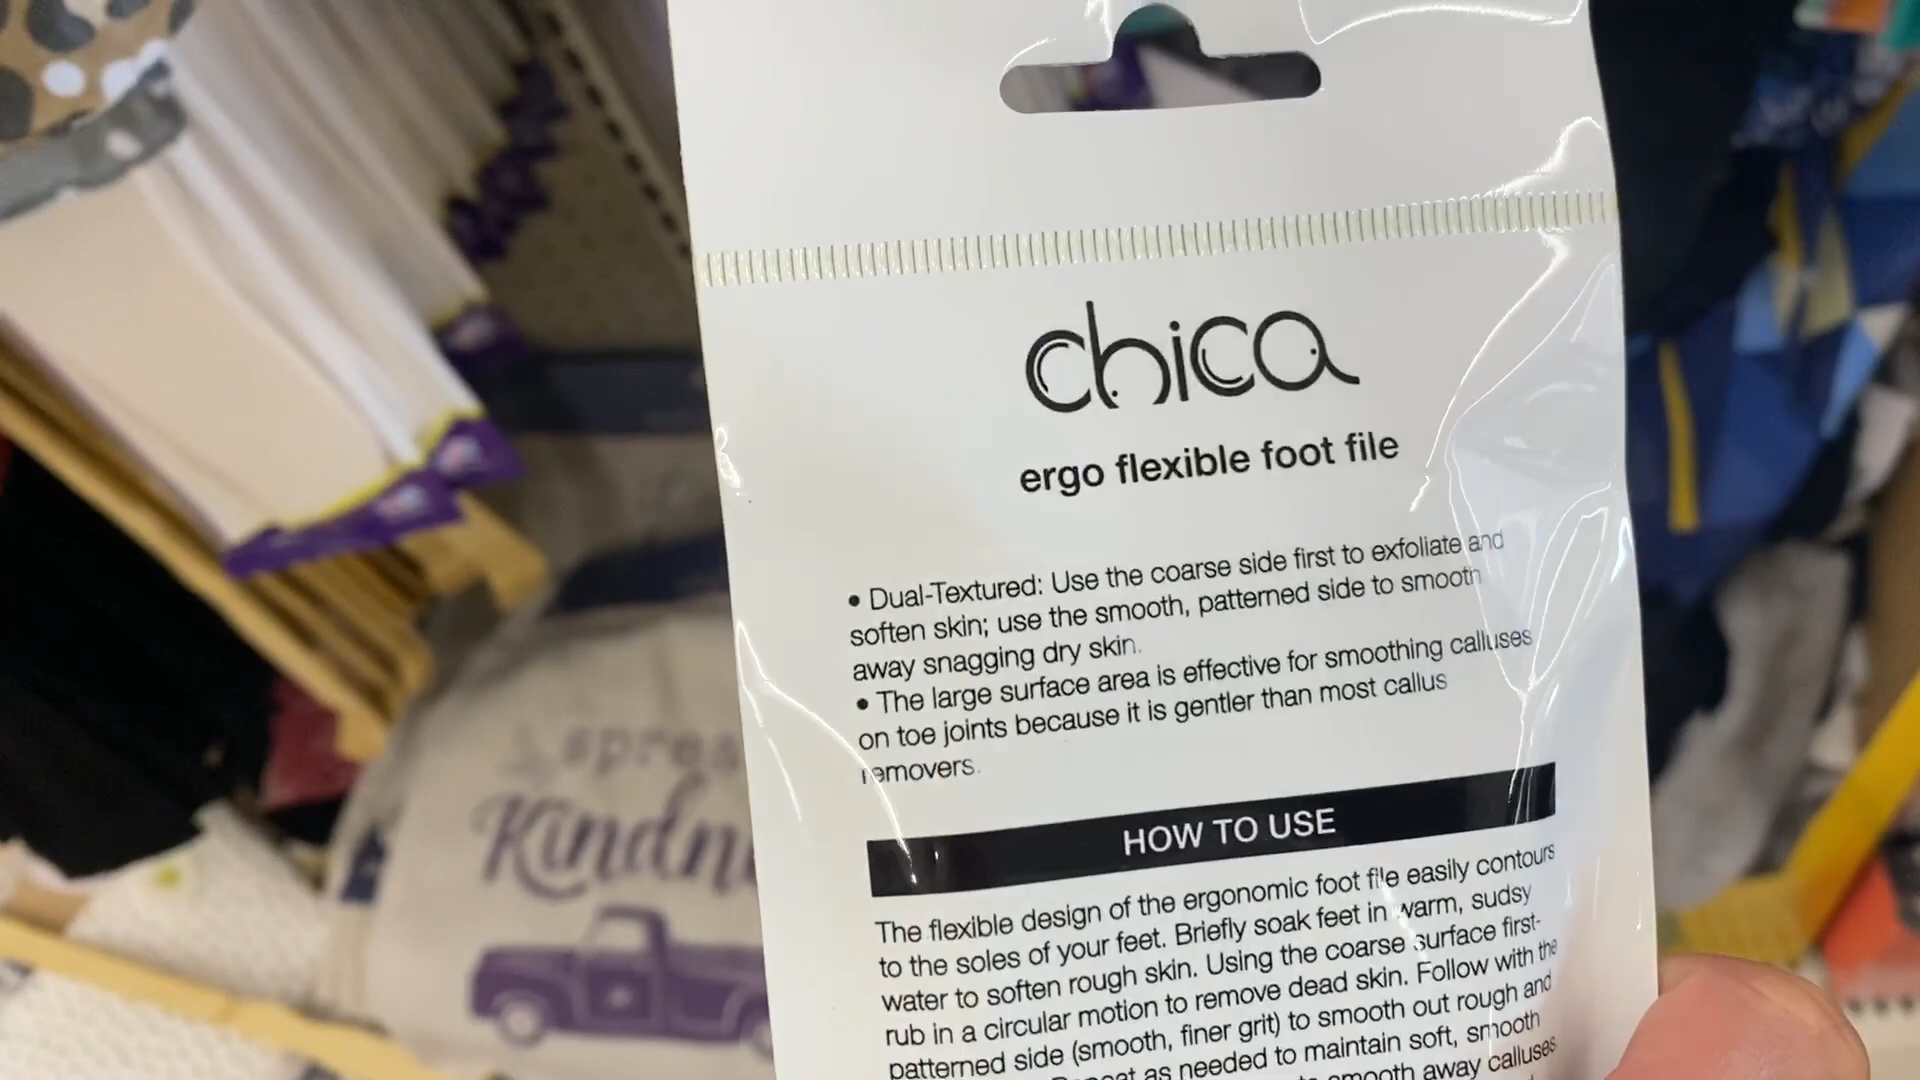 chica
ergo flexible foot file
• Dual-Textured: Use the coarse side first to exfoliate and
soften skin; use the smooth, patterned side to smooth
away snagging dry skin.
• The large surface area is effective for smoothing calluses
on toe joints because it is gentler than most callus
removers.
HOW TO USE
The flexible design of the ergonomic foot file easily contours
to the soles of your feet. Briefly soak feet in warm, sudsy
water to soften rough skin. Using the coarse surface first-
rub in a circular motion to remove dead skin. Follow with the
patterned side (smooth, finer grit) to smooth out rough and
as needed to maintain soft, smooth
smooth away calluses
sprea
Kindn